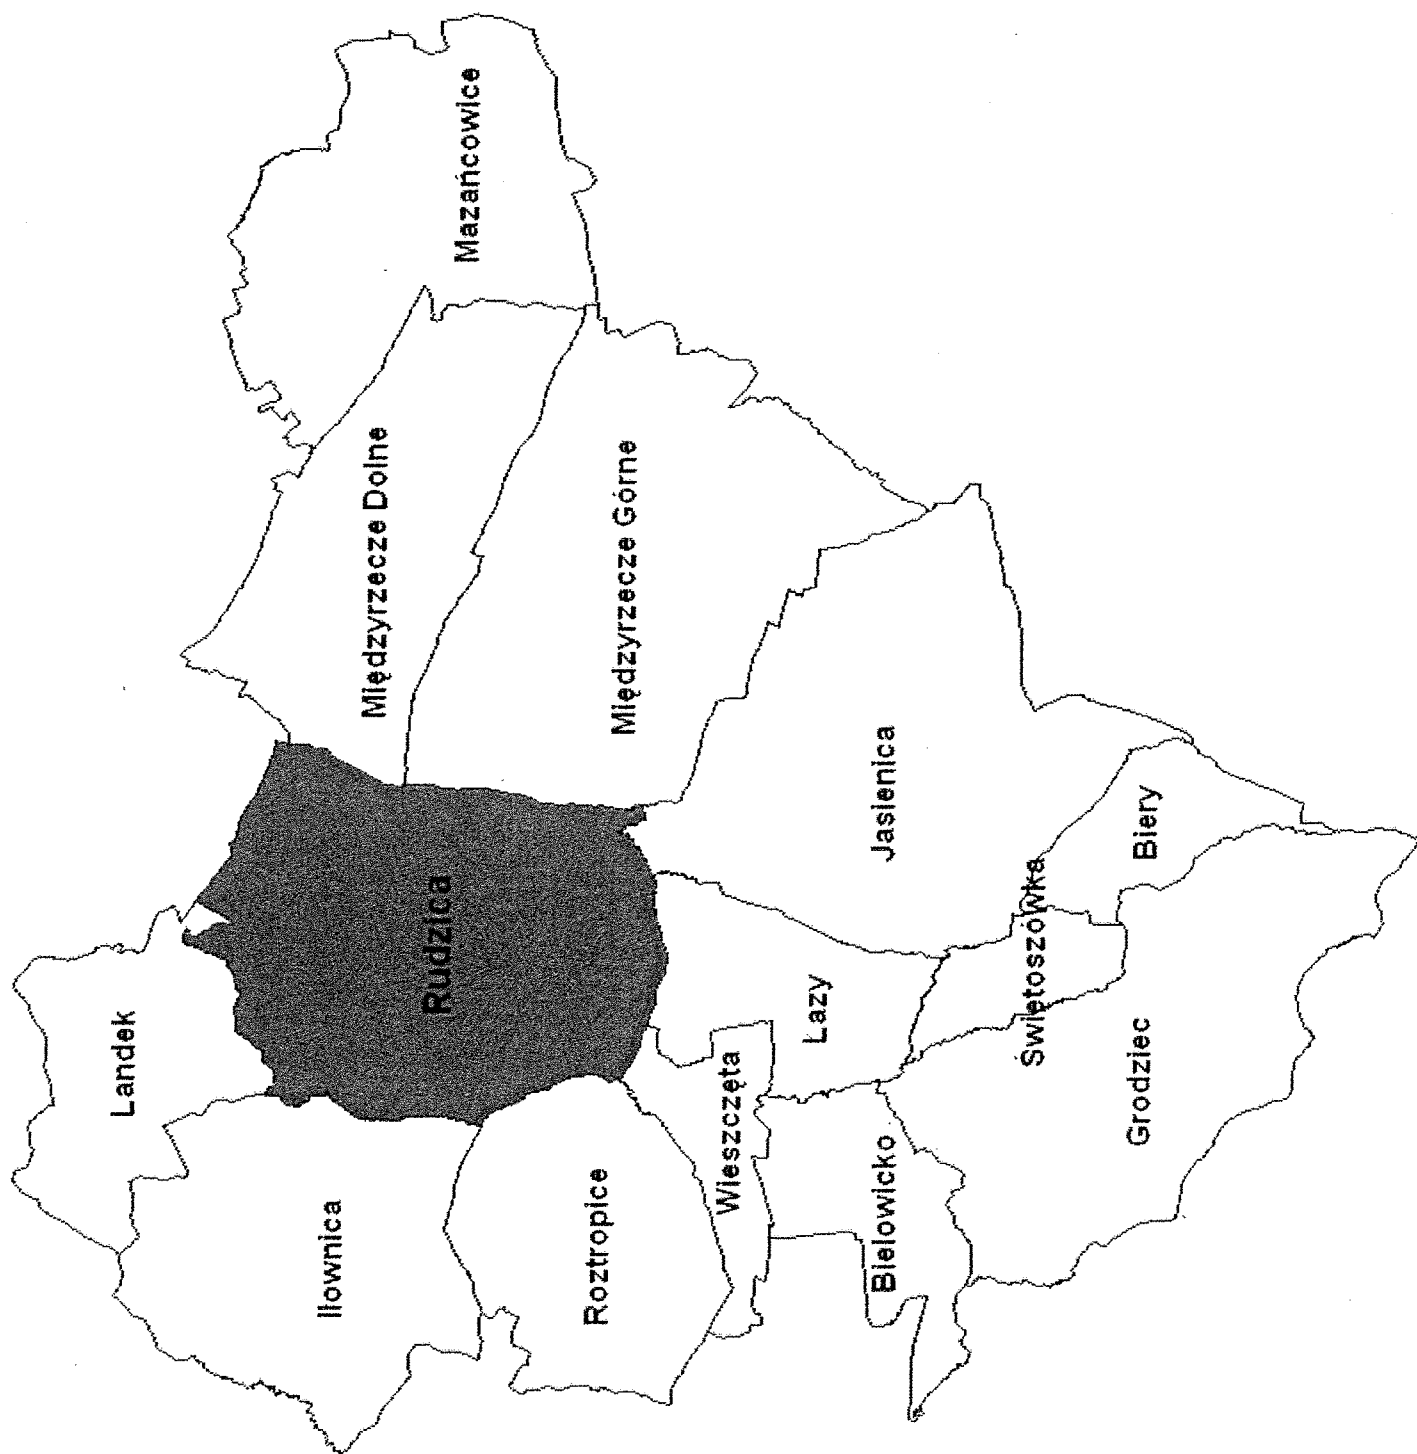 Landek
Iłownica
Rudzica
Mazańcowice
Międzyrzecze Dolne
Roztropice
Międzyrzecze Górne
Wieszczęta
Łazy
Jasienica
Bielowicko
Świętoszówka
Grodziec
Biery